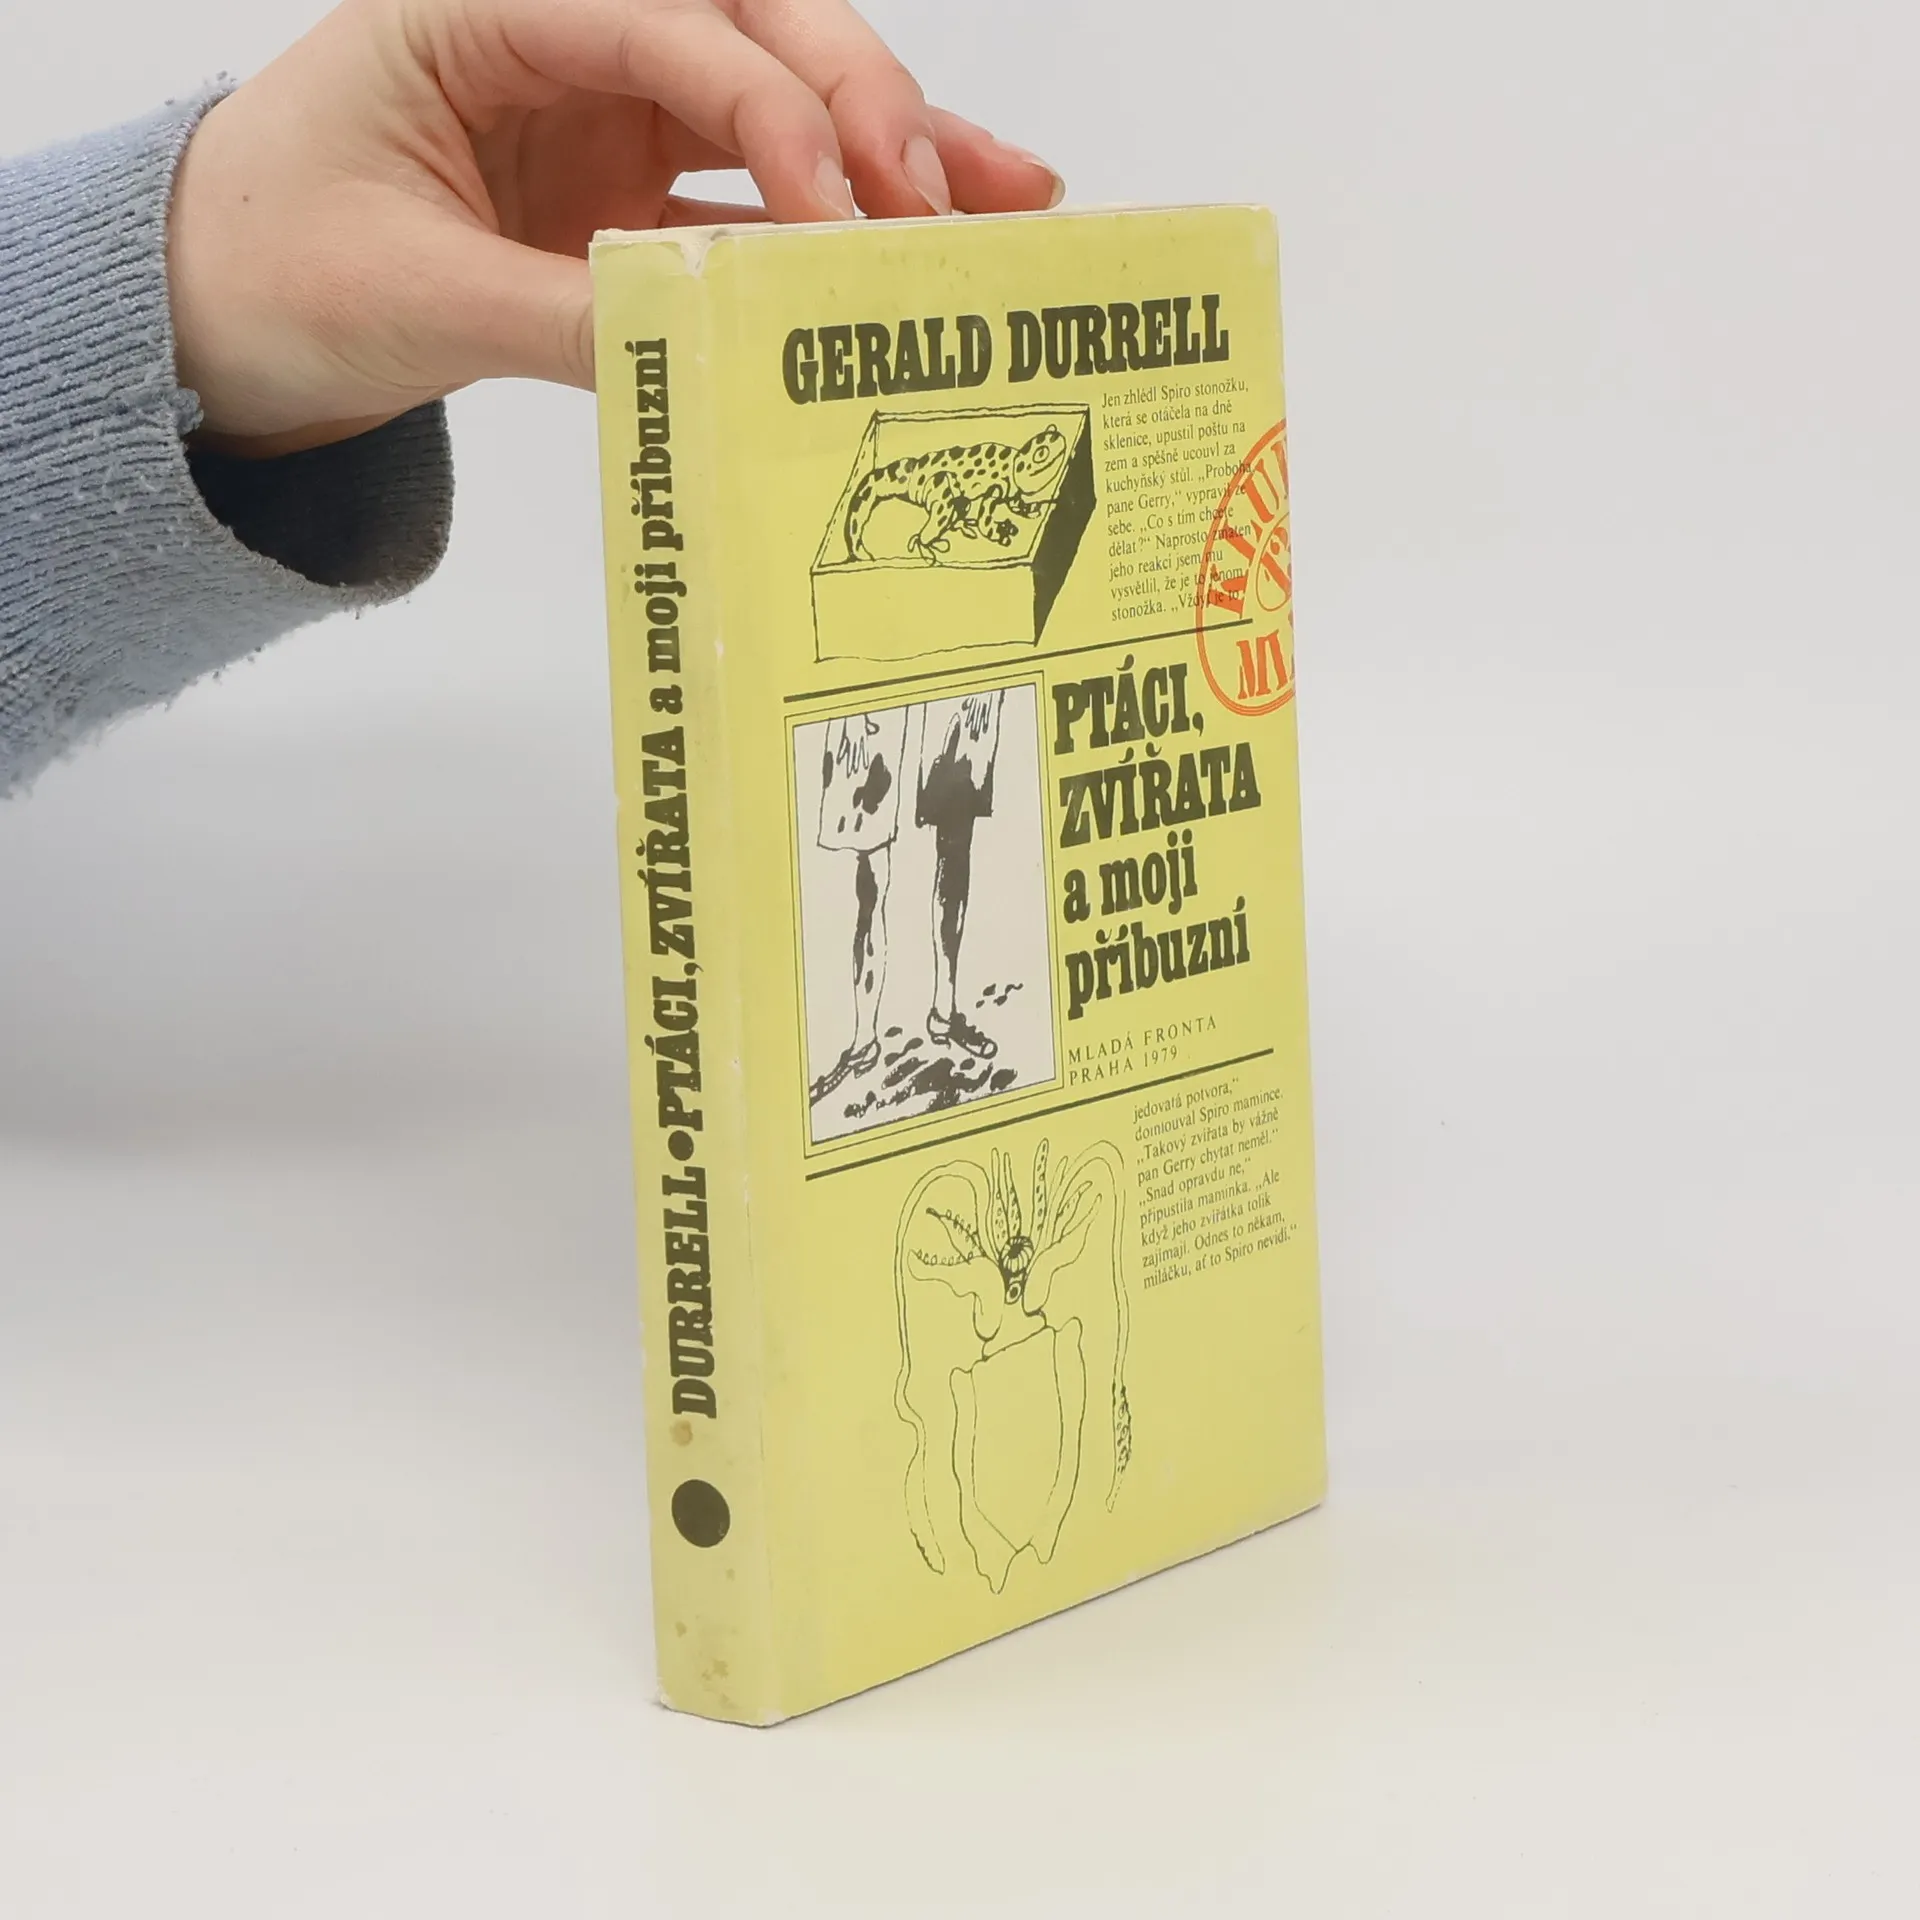 DURRELL•PTÁCI, ZVÍŘATA a moji příbuzní
GERALD DURRELL
Jen zhlédl Spiro stonožku,
která se otáčela na dně
sklenice, upustil poštu na
zem a spěšně ucouvl za
kuchyňský stůl. „Proboha,
pane Gerry,“ vypravil ze
sebe. „Co s tím chcete
dělat?“ Naprosto zmaten
jeho reakcí jsem mu
vysvětlil, že je to jenom
stonožka. „Vždyť je to
PTÁCI,
ZVÍŘATA
a moji
příbuzní
MLADÁ FRONTA
PRAHA 1979
jedovatá potvora,“
domlouval Spiro mamince.
„Takový zvířata by vážně
pan Gerry chytat neměl.“
„Snad opravdu ne,“
připustila maminka. „Ale
když jeho zvířátka tolik
zajímají. Odnes to někam,
miláčku, ať to Spiro nevidí.“